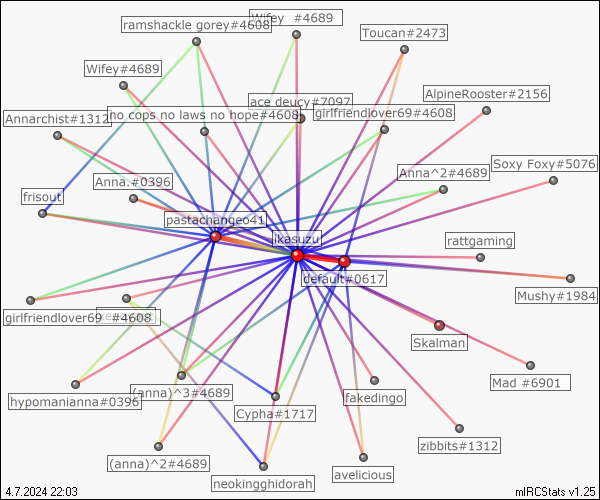 Wifey  #4689
ramshackle gorey#4608
Toucan#2473
Wifey#4689
AlpineRooster#2156
ace deucy#7097
no cops no laws no hope#4608
girlfriendlover69#4608
Annarchist#1312
Soxy Foxy#5076
Anna^2#4689
Anna.#0396
frisout
pastachangeo41
ikasuzu
rattgaming
default#0617
Mushy#1984
girlfriendlover69  #4608
Skalman
Mad #6901
(anna)^3#4689
hypomanianna#0396
fakedingo
Cypha#1717
zibbits#1312
(anna)^2#4689
avelicious
neokingghidorah
4.7.2024 22:03
mIRCStats v1.25